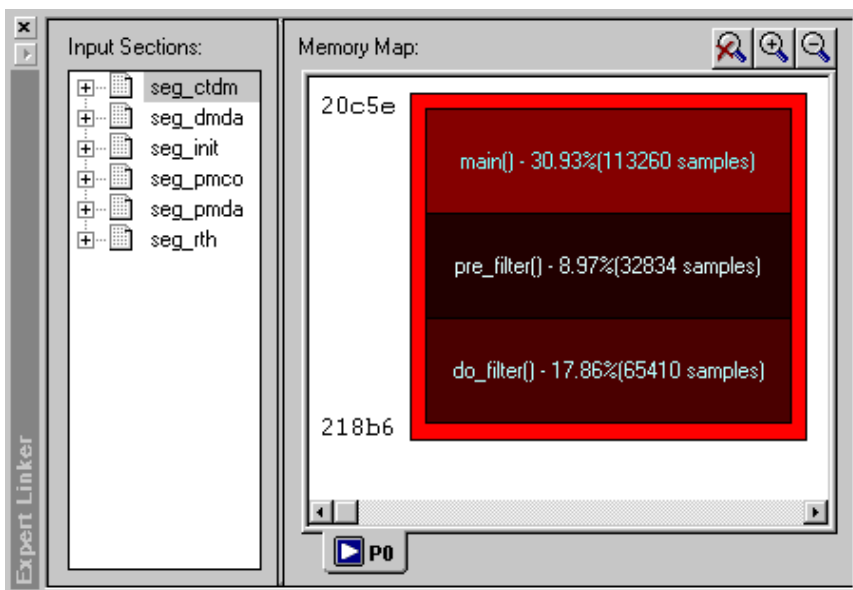 Expert Linker
Input Sections:
seg_ctdm
seg_dmda
seg_init
seg_pmco
seg_pmda
seg_rth
Memory Map:
20c5e
main() - 30.93%(113260 samples)
pre_filter() - 8.97%(32834 samples)
do_filter() - 17.86%(65410 samples)
218b6
P0